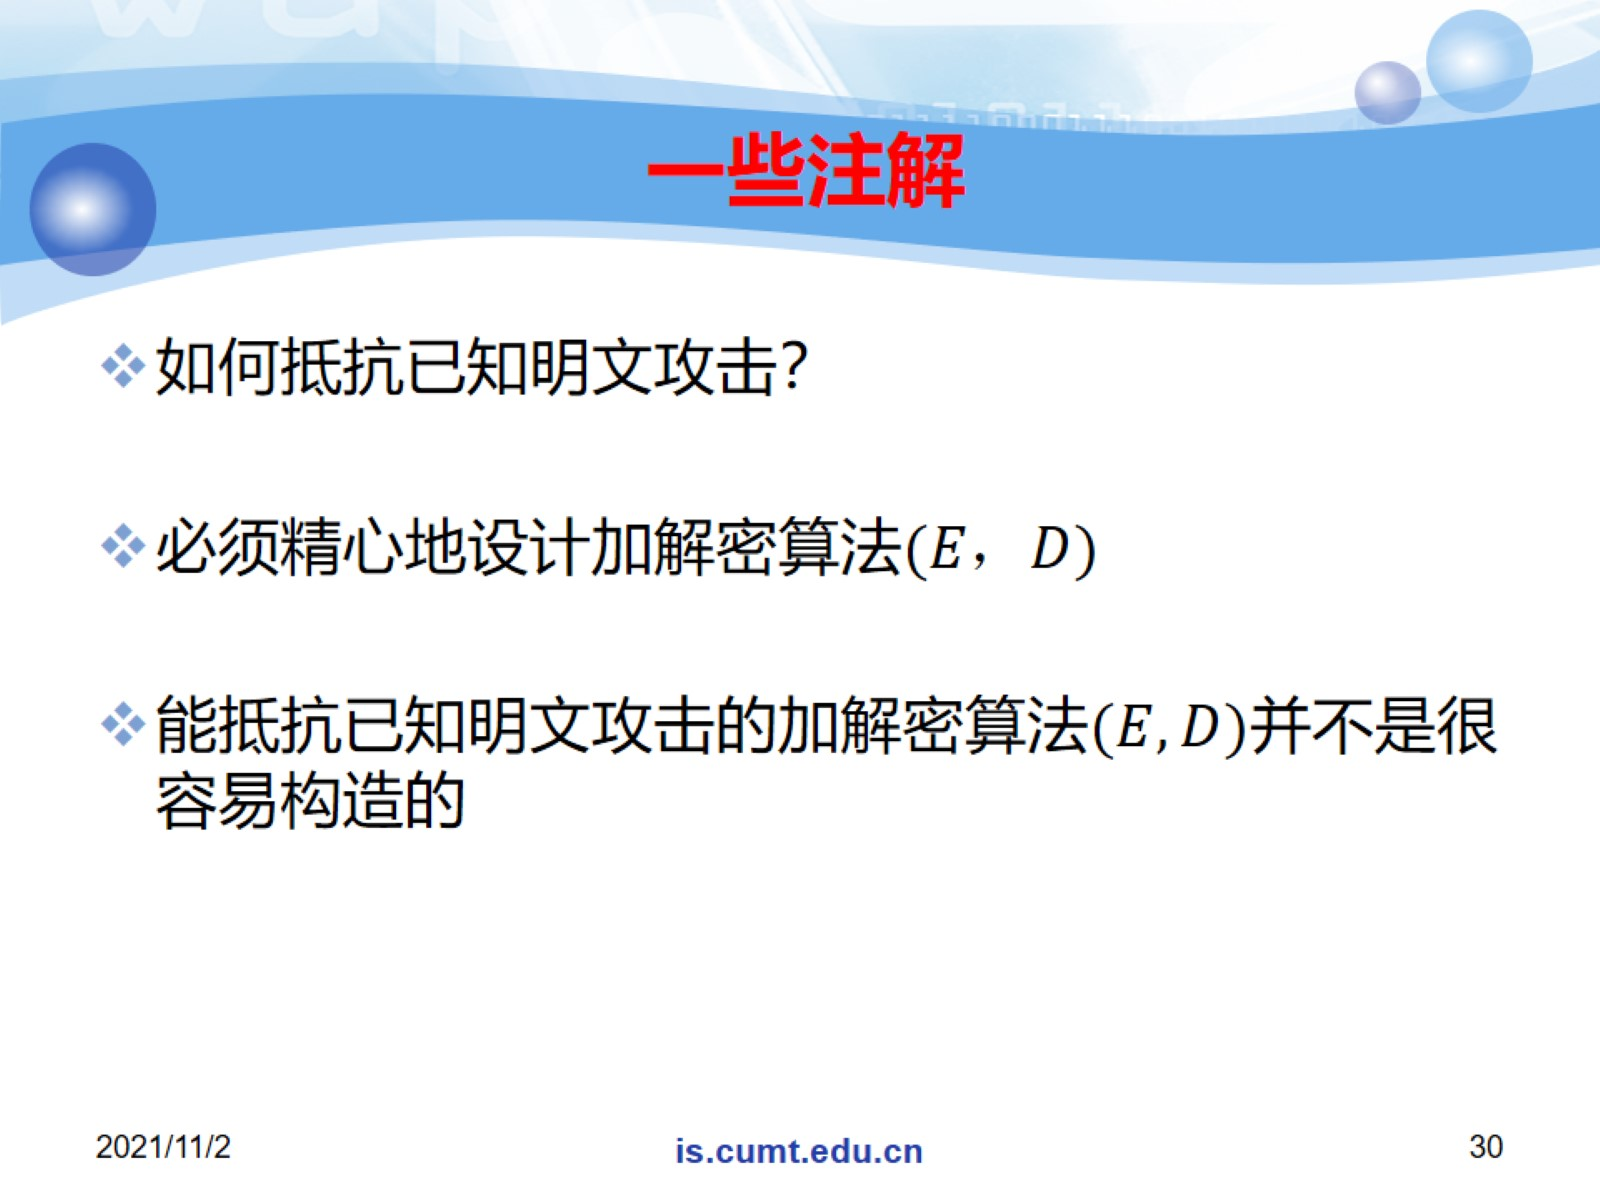 一些注解
如何抵抗已知明文攻击?
必须精心地设计加解密算法(E，D)
能抵抗已知明文攻击的加解密算法(E,D)并不是很
容易构造的
2021/11/2
is.cumt.edu.cn
30